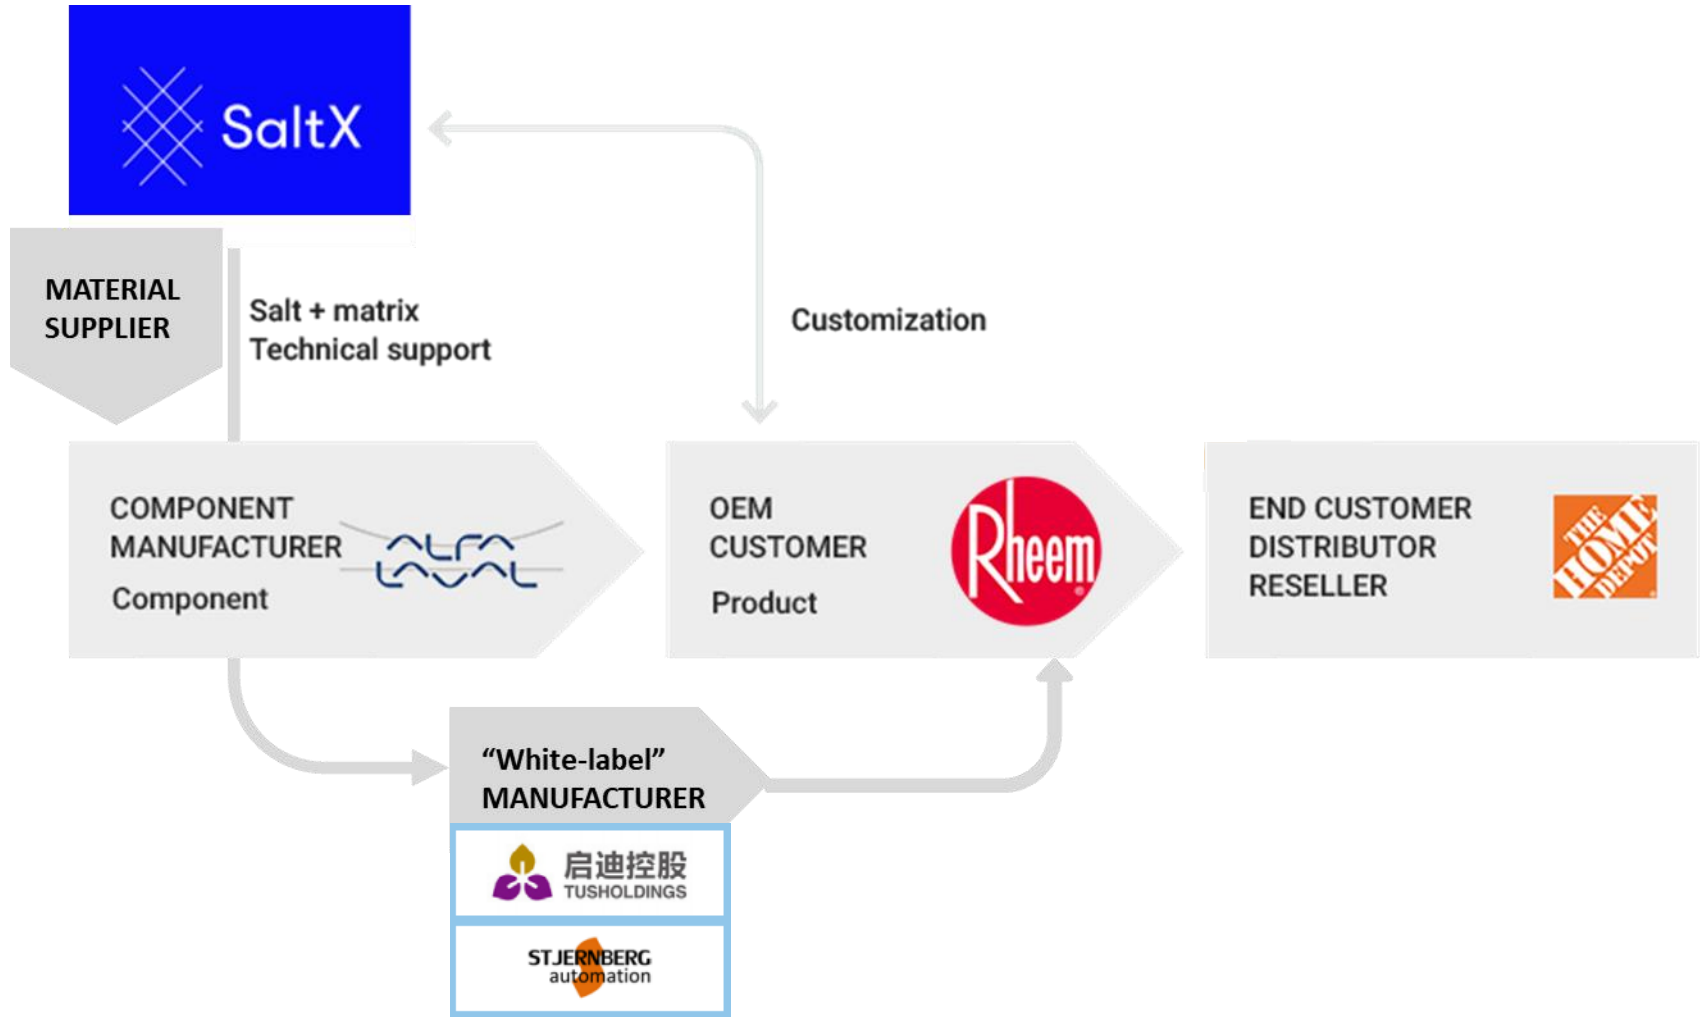 SaltX
MATERIAL
SUPPLIER
Salt + matrix
Technical support
Customization
COMPONENT
MANUFACTURER
Component
ALFA
LAVAL
OEM
CUSTOMER
Product
Rheem®
END CUSTOMER
DISTRIBUTOR
RESELLER
THE
HOME
DEPOT
“White-label”
MANUFACTURER
启迪控股
TUSHOLDINGS
STJERNBERG
automation